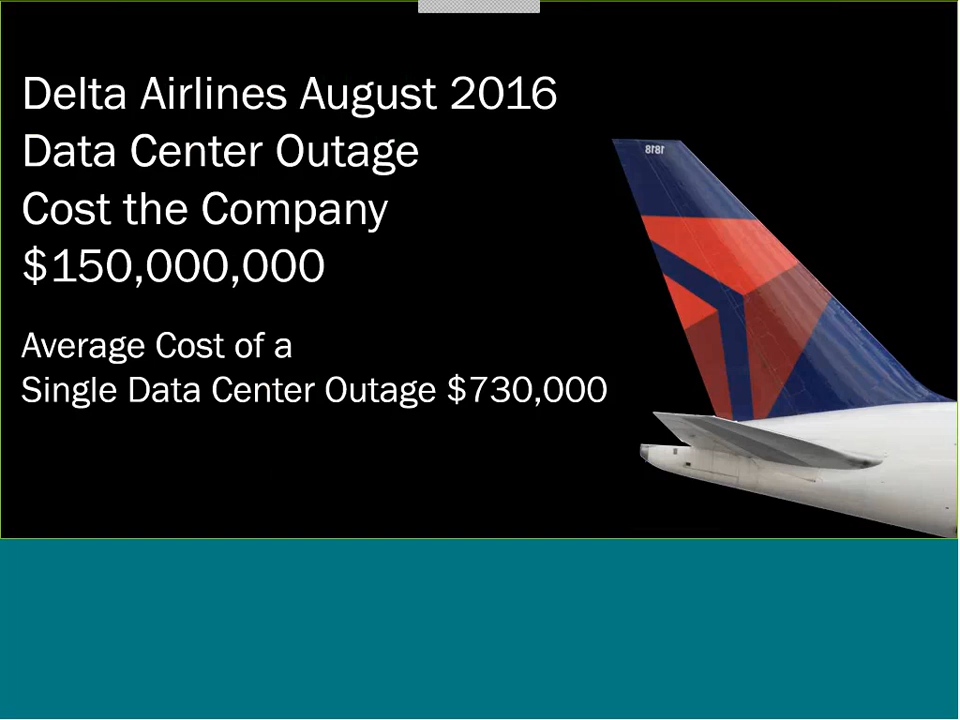 Delta Airlines August 2016
Data Center Outage
Cost the Company
$150,000,000
Average Cost of a
Single Data Center Outage $730,000
1818